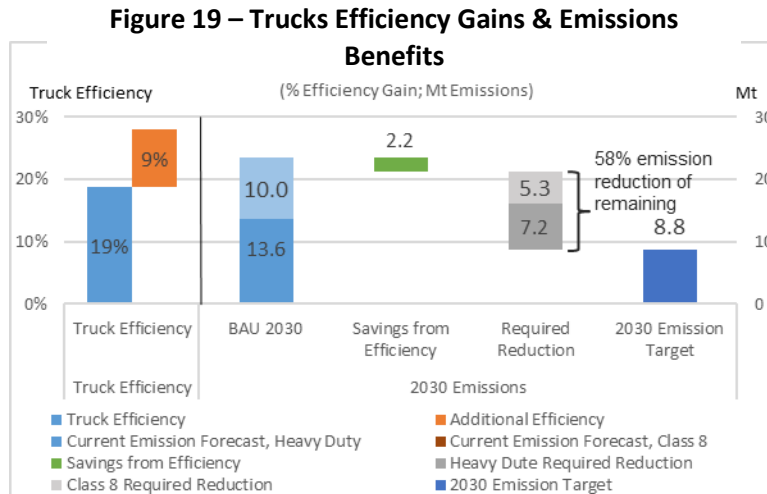 Figure 19 – Trucks Efficiency Gains & Emissions
Benefits
Truck Efficiency
(% Efficiency Gain; Mt Emissions)
Mt
30%
20%
10%
0%
19%
9%
10.0
13.6
2.2
5.3
7.2
58% emission
reduction of
remaining
8.8
30
20
10
0
Truck Efficiency
BAU 2030
Savings from
Efficiency
Required
Reduction
2030 Emission
Target
Truck Efficiency
2030 Emissions
Truck Efficiency
Additional Efficiency
Current Emission Forecast, Heavy Duty
Current Emission Forecast, Class 8
Savings from Efficiency
Heavy Dute Required Reduction
Class 8 Required Reduction
2030 Emission Target